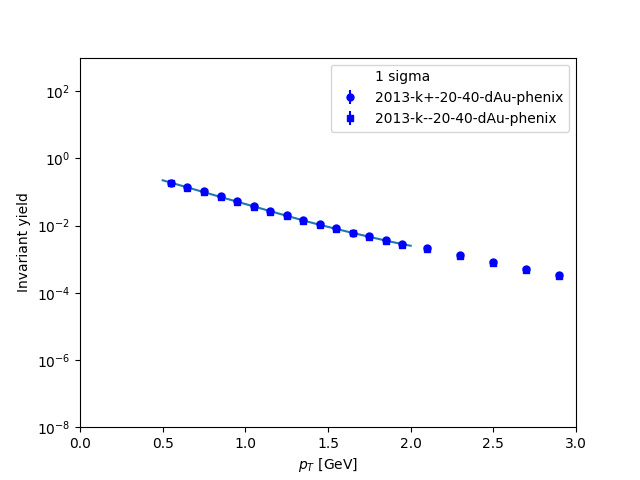 1 sigma
2013-k+-20-40-dAu-phenix
2013-k--20-40-dAu-phenix
Invariant yield
10^2
10^0
10^-2
10^-4
10^-6
10^-8
0.0 0.5 1.0 1.5 2.0 2.5 3.0
p_T [GeV]